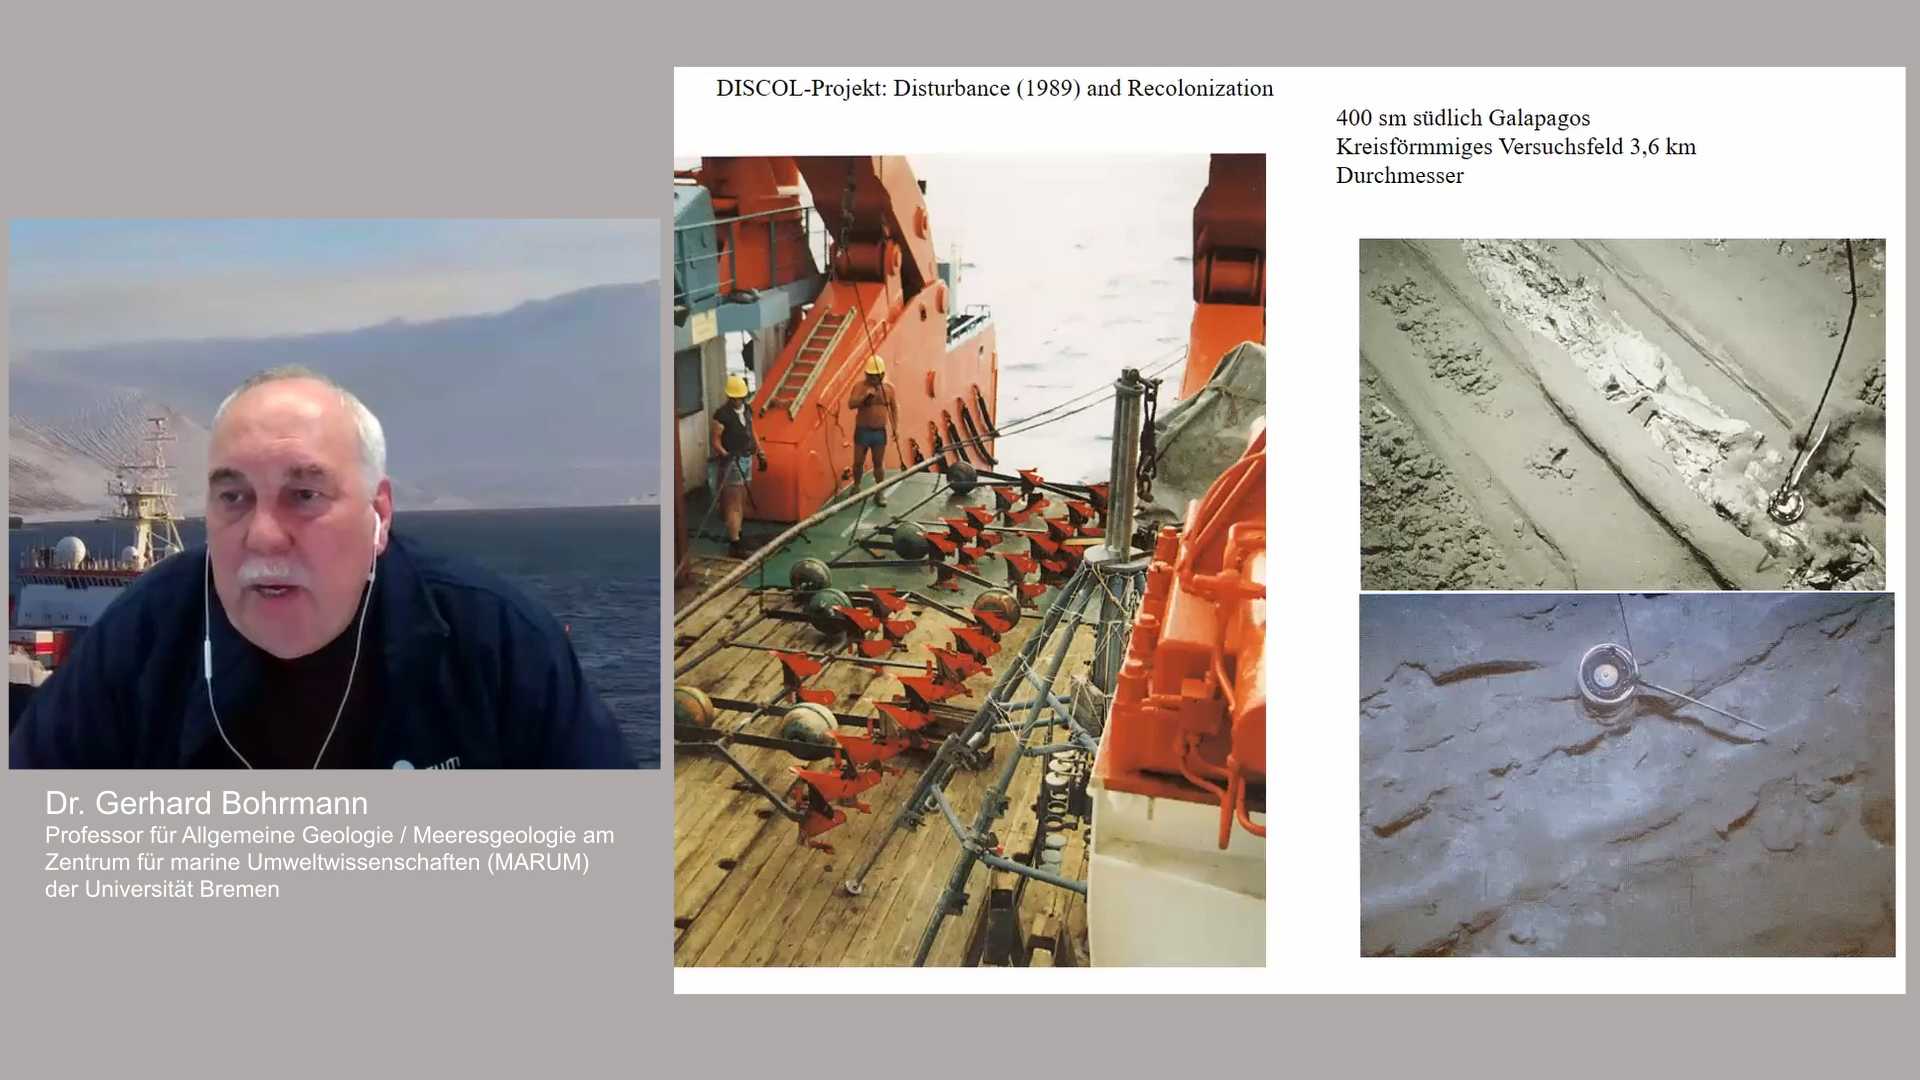 DISCOL-Projekt: Disturbance (1989) and Recolonization
400 sm südlich Galapagos
Kreisförmmiges Versuchsfeld 3,6 km
Durchmesser
Dr. Gerhard Bohrmann
Professor für Allgemeine Geologie / Meeresgeologie am
Zentrum für marine Umweltwissenschaften (MARUM)
der Universität Bremen